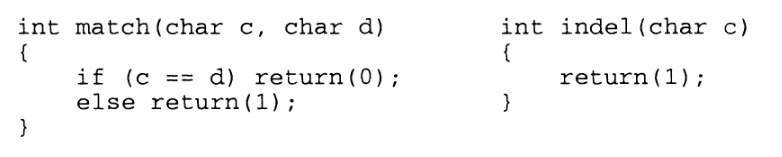 int match(char c, char d)
{
    if (c == d) return(0);
    else return(1);
}
int indel(char c)
{
    return(1);
}